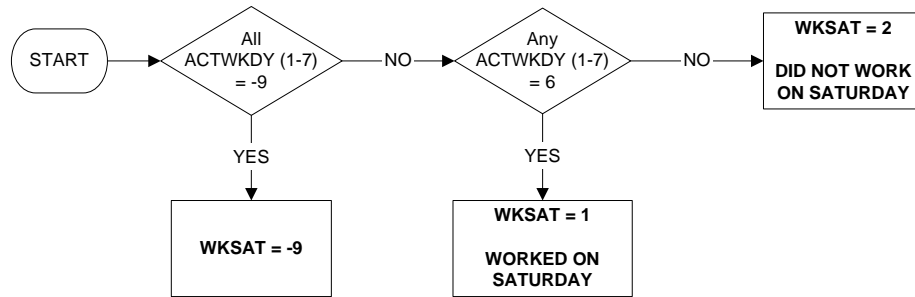 START
All
ACTWKDY (1-7)
= -9
NO
Any
ACTWKDY (1-7)
= 6
NO
WKSAT = 2
DID NOT WORK
ON SATURDAY
YES
YES
WKSAT = -9
WKSAT = 1
WORKED ON
SATURDAY